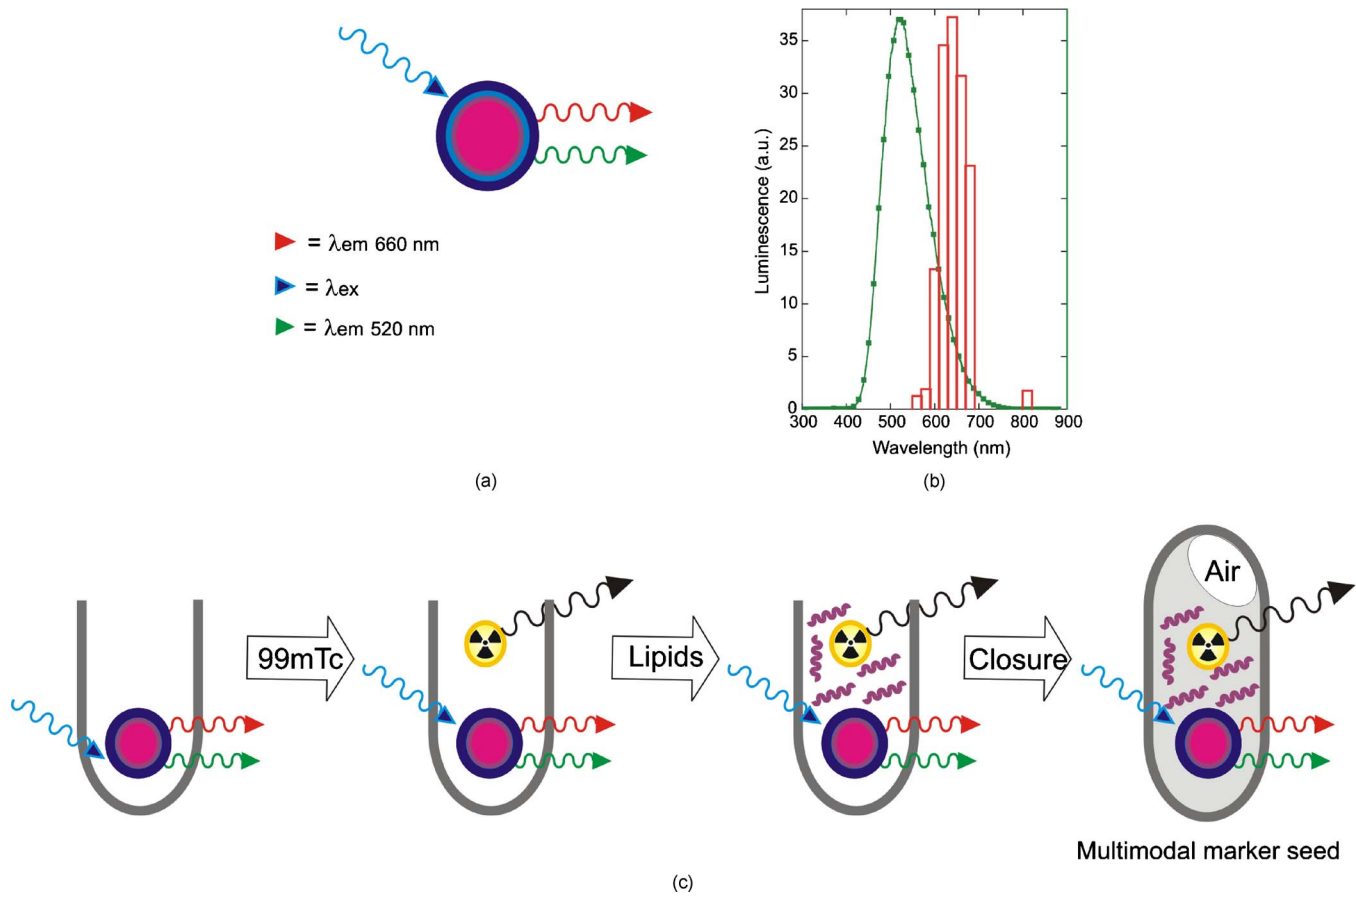 = λem 660 nm
= λex
= λem 520 nm
(a)
Luminescence (a.u.)
35
30
25
20
15
10
5
0
300 400 500 600 700 800 900
Wavelength (nm)
(b)
99mTc
Lipids
Closure
Air
Multimodal marker seed
(c)